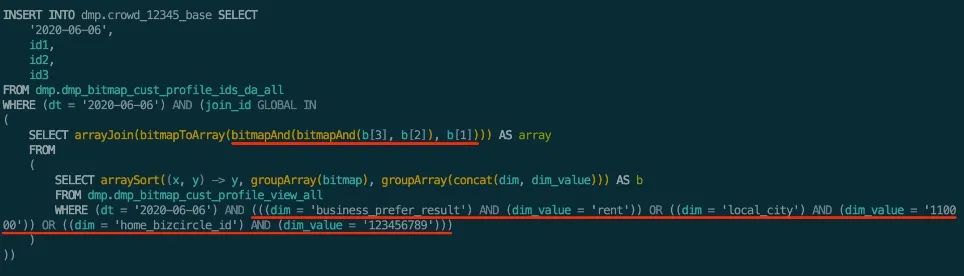 INSERT INTO dmp.crowd_12345_base SELECT
'2020-06-06',
id1,
id2,
id3
FROM dmp.dmp_bitmap_cust_profile_ids_da_all
WHERE (dt = '2020-06-06') AND (join_id GLOBAL IN
(
SELECT arrayJoin(bitmapToArray(bitmapAnd(bitmapAnd(b[3], b[2]), b[1]))) AS array
FROM
(
SELECT arraySort((x, y) -> y, groupArray(bitmap), groupArray(concat(dim, dim_value))) AS b
FROM dmp.dmp_bitmap_cust_profile_view_all
WHERE (dt = '2020-06-06') AND (((dim = 'business_prefer_result') AND (dim_value = 'rent')) OR ((dim = 'local_city') AND (dim_value = '1100
00')) OR ((dim = 'home_bizcircle_id') AND (dim_value = '123456789')))
)
))